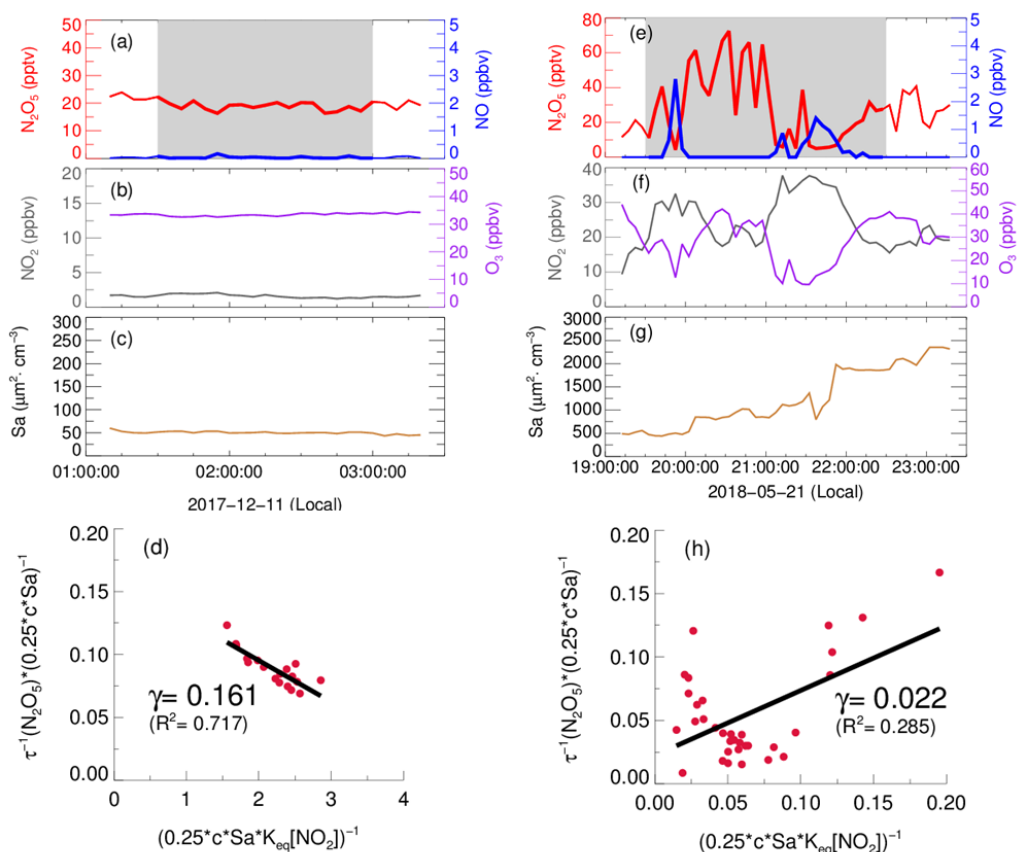 (a)
N₂O₅ (pptv)
50
40
30
20
10
0
NO (ppbv)
5
4
3
2
1
0
(b)
NO₂ (ppbv)
20
15
10
5
0
O₃ (ppbv)
50
40
30
20
10
0
(c)
Sa (μm²· cm⁻³)
300
250
200
150
100
50
0
01:00:00 02:00:00 03:00:00
2017−12−11 (Local)
(e)
N₂O₅ (pptv)
80
60
40
20
0
NO (ppbv)
5
4
3
2
1
0
(f)
NO₂ (ppbv)
40
30
20
10
0
O₃ (ppbv)
60
50
40
30
20
10
0
(g)
Sa (μm²· cm⁻³)
3000
2500
2000
1500
1000
500
0
19:00:00 20:00:00 21:00:00 22:00:00 23:00:00
2018−05−21 (Local)
(d)
τ⁻¹(N₂O₅)*(0.25*c*Sa)⁻¹
0.20
0.15
0.10
0.05
0.00
γ= 0.161
(R²= 0.717)
0 1 2 3 4
(0.25*c*Sa*Keq[NO₂])⁻¹
(h)
τ⁻¹(N₂O₅)*(0.25*c*Sa)⁻¹
0.20
0.15
0.10
0.05
0.00
γ= 0.022
(R²= 0.285)
0.00 0.05 0.10 0.15 0.20
(0.25*c*Sa*Keq[NO₂])⁻¹